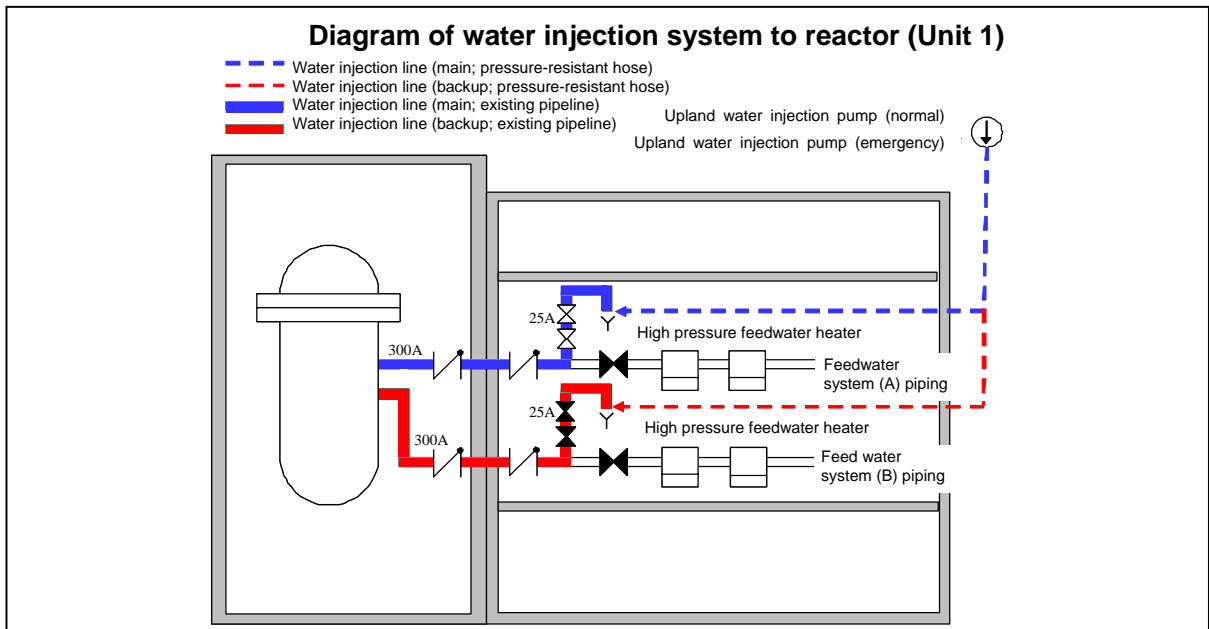 Diagram of water injection system to reactor (Unit 1)
Water injection line (main; pressure-resistant hose)
Water injection line (backup; pressure-resistant hose)
Water injection line (main; existing pipeline)
Water injection line (backup; existing pipeline)
Upland water injection pump (normal)
Upland water injection pump (emergency)
25A
High pressure feedwater heater
300A
Feedwater
system (A) piping
25A
High pressure feedwater heater
300A
Feed water
system (B) piping